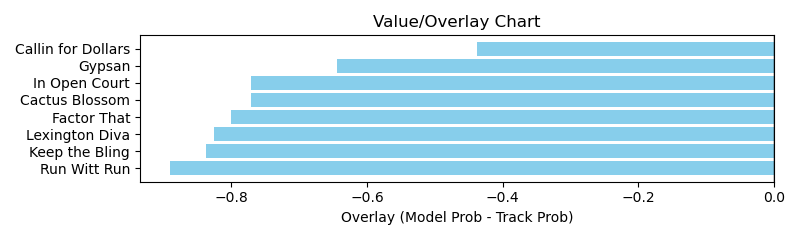 Value/Overlay Chart
Callin for Dollars
Gypsan
In Open Court
Cactus Blossom
Factor That
Lexington Diva
Keep the Bling
Run Witt Run
−0.8 −0.6 −0.4 −0.2 0.0
Overlay (Model Prob - Track Prob)